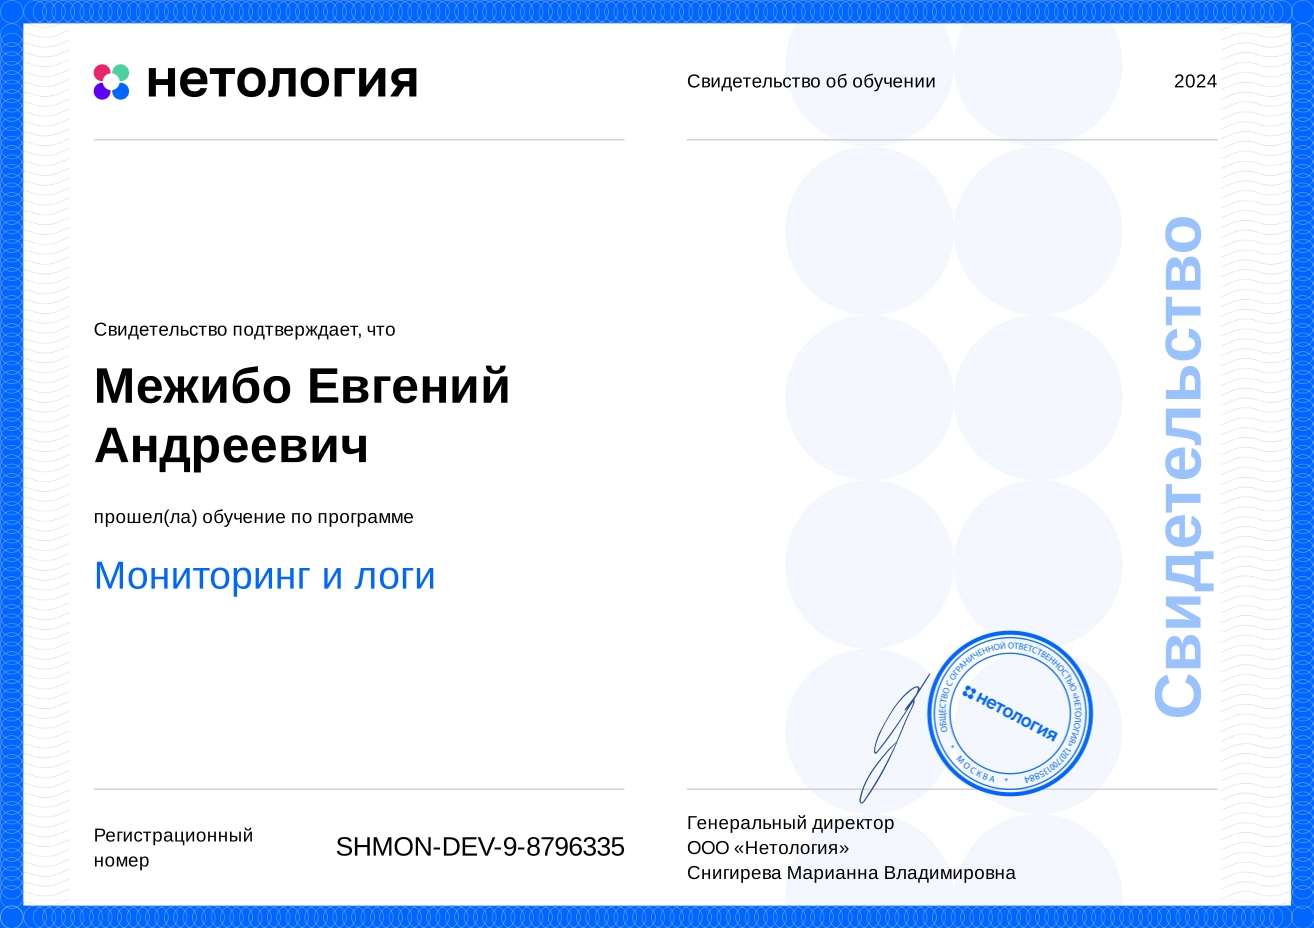 нетология
Свидетельство об обучении
2024
Свидетельство подтверждает, что
Межибо Евгений
Андреевич
прошел(ла) обучение по программе
Мониторинг и логи
Свидетельство
ОБЩЕСТВО С ОГРАНИЧЕННОЙ ОТВЕТСТВЕННОСТЬЮ «НЕТОЛОГИЯ» 1207700135884
* МОСКВА *
нетология
Регистрационный
номер
SHMON-DEV-9-8796335
Генеральный директор
ООО «Нетология»
Снигирева Марианна Владимировна